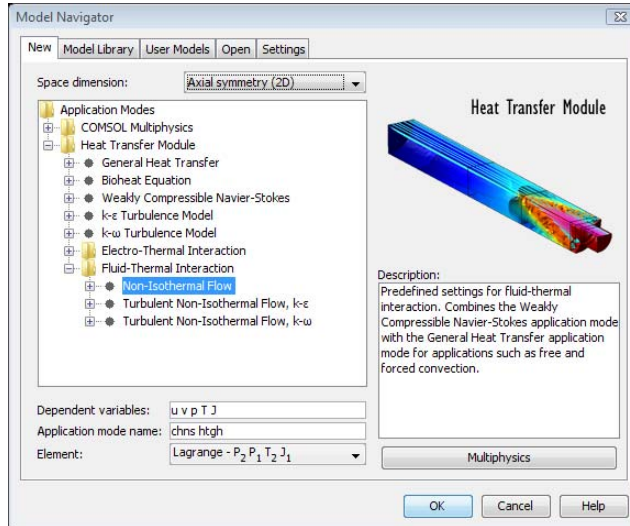 Model Navigator
New Model Library User Models Open Settings
Space dimension: Axial symmetry (2D)
Application Modes
COMSOL Multiphysics
Heat Transfer Module
General Heat Transfer
Bioheat Equation
Weakly Compressible Navier-Stokes
k-ε Turbulence Model
k-ω Turbulence Model
Electro-Thermal Interaction
Fluid-Thermal Interaction
Non-Isothermal Flow
Turbulent Non-Isothermal Flow, k-ε
Turbulent Non-Isothermal Flow, k-ω
Dependent variables: u v p T J
Application mode name: chns htgh
Element: Lagrange - P₂ P₁ T₂ J₁
Heat Transfer Module
Description:
Predefined settings for fluid-thermal
interaction. Combines the Weakly
Compressible Navier-Stokes application mode
with the General Heat Transfer application
mode for applications such as free and
forced convection.
Multiphysics
OK Cancel Help